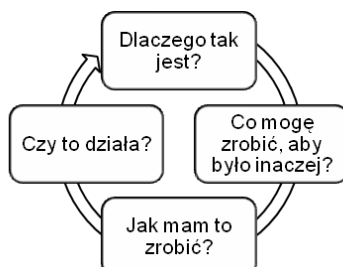 Dlaczego tak
jest?
Co mogę
zrobić, aby
było inaczej?
Jak mam to
zrobić?
Czy to działa?